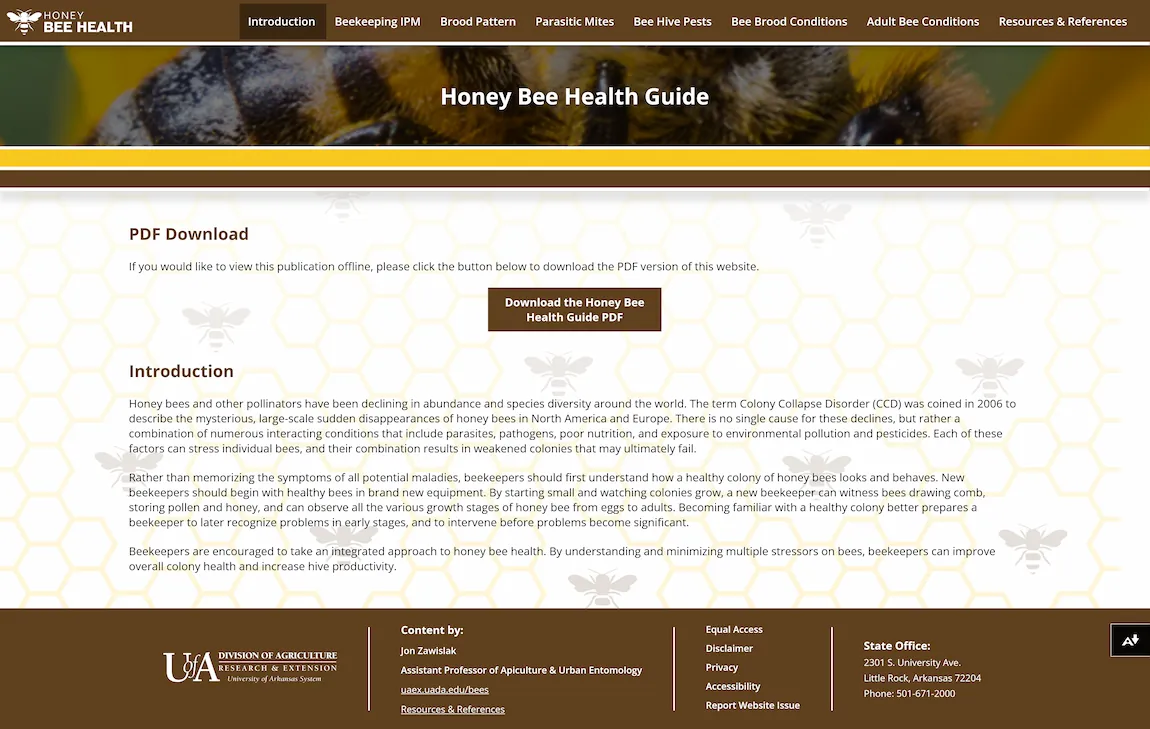 HONEY
BEE HEALTH
Introduction
Beekeeping IPM
Brood Pattern
Parasitic Mites
Bee Hive Pests
Bee Brood Conditions
Adult Bee Conditions
Resources & References
Honey Bee Health Guide
PDF Download
If you would like to view this publication offline, please click the button below to download the PDF version of this website.
Download the Honey Bee
Health Guide PDF
Introduction
Honey bees and other pollinators have been declining in abundance and species diversity around the world. The term Colony Collapse Disorder (CCD) was coined in 2006 to
describe the mysterious, large-scale sudden disappearances of honey bees in North America and Europe. There is no single cause for these declines, but rather a
combination of numerous interacting conditions that include parasites, pathogens, poor nutrition, and exposure to environmental pollution and pesticides. Each of these
factors can stress individual bees, and their combination results in weakened colonies that may ultimately fail.
Rather than memorizing the symptoms of all potential maladies, beekeepers should first understand how a healthy colony of honey bees looks and behaves. New
beekeepers should begin with healthy bees in brand new equipment. By starting small and watching colonies grow, a new beekeeper can witness bees drawing comb,
storing pollen and honey, and can observe all the various growth stages of honey bee from eggs to adults. Becoming familiar with a healthy colony better prepares a
beekeeper to later recognize problems in early stages, and to intervene before problems become significant.
Beekeepers are encouraged to take an integrated approach to honey bee health. By understanding and minimizing multiple stressors on bees, beekeepers can improve
overall colony health and increase hive productivity.
UofA
DIVISION OF AGRICULTURE
RESEARCH & EXTENSION
University of Arkansas System
Content by:
Jon Zawislak
Assistant Professor of Apiculture & Urban Entomology
uaex.uada.edu/bees
Resources & References
Equal Access
Disclaimer
Privacy
Accessibility
Report Website Issue
State Office:
2301 S. University Ave.
Little Rock, Arkansas 72204
Phone: 501-671-2000
A